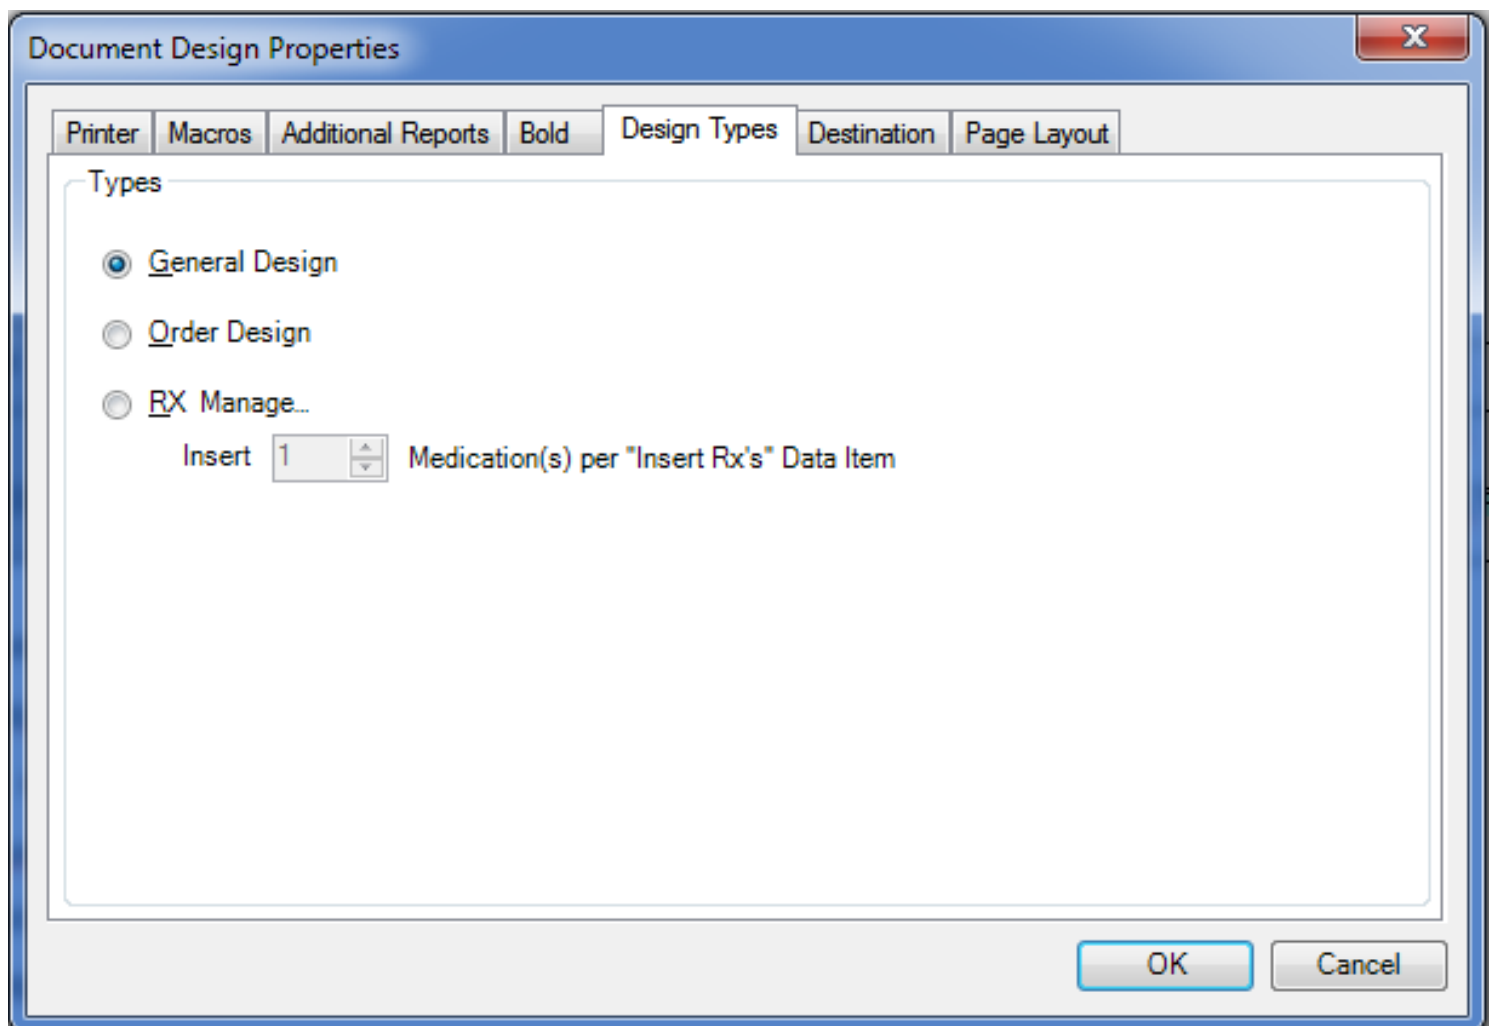 Document Design Properties
Printer Macros Additional Reports Bold Design Types Destination Page Layout
Types
General Design
Order Design
RX Manage...
Insert 1 Medication(s) per "Insert Rx's" Data Item
OK Cancel